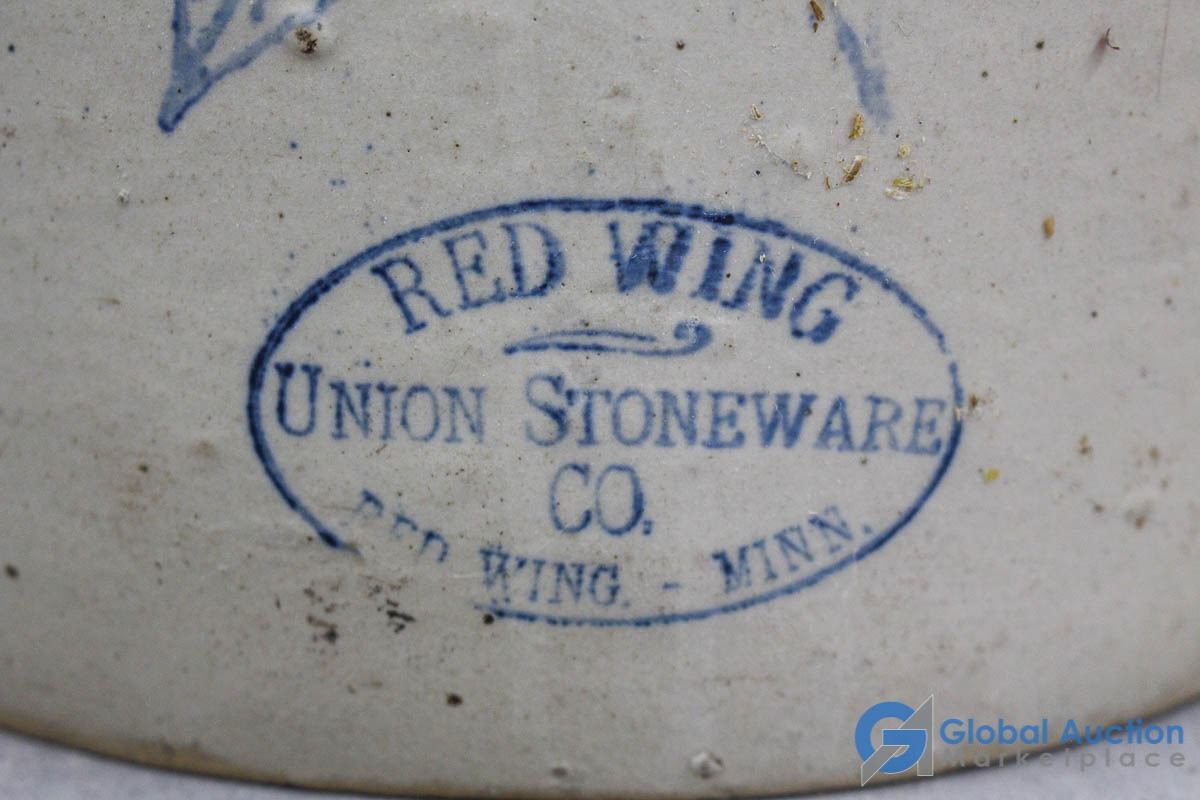 RED WING
UNION STONEWARE
CO.
RED WING. - MINN.
Global Auction
Marketplace